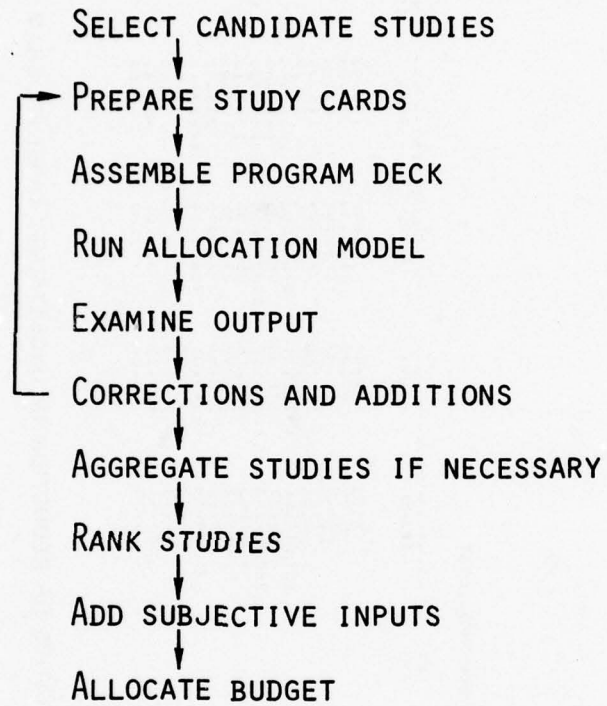 SELECT CANDIDATE STUDIES
PREPARE STUDY CARDS
ASSEMBLE PROGRAM DECK
RUN ALLOCATION MODEL
EXAMINE OUTPUT
CORRECTIONS AND ADDITIONS
AGGREGATE STUDIES IF NECESSARY
RANK STUDIES
ADD SUBJECTIVE INPUTS
ALLOCATE BUDGET